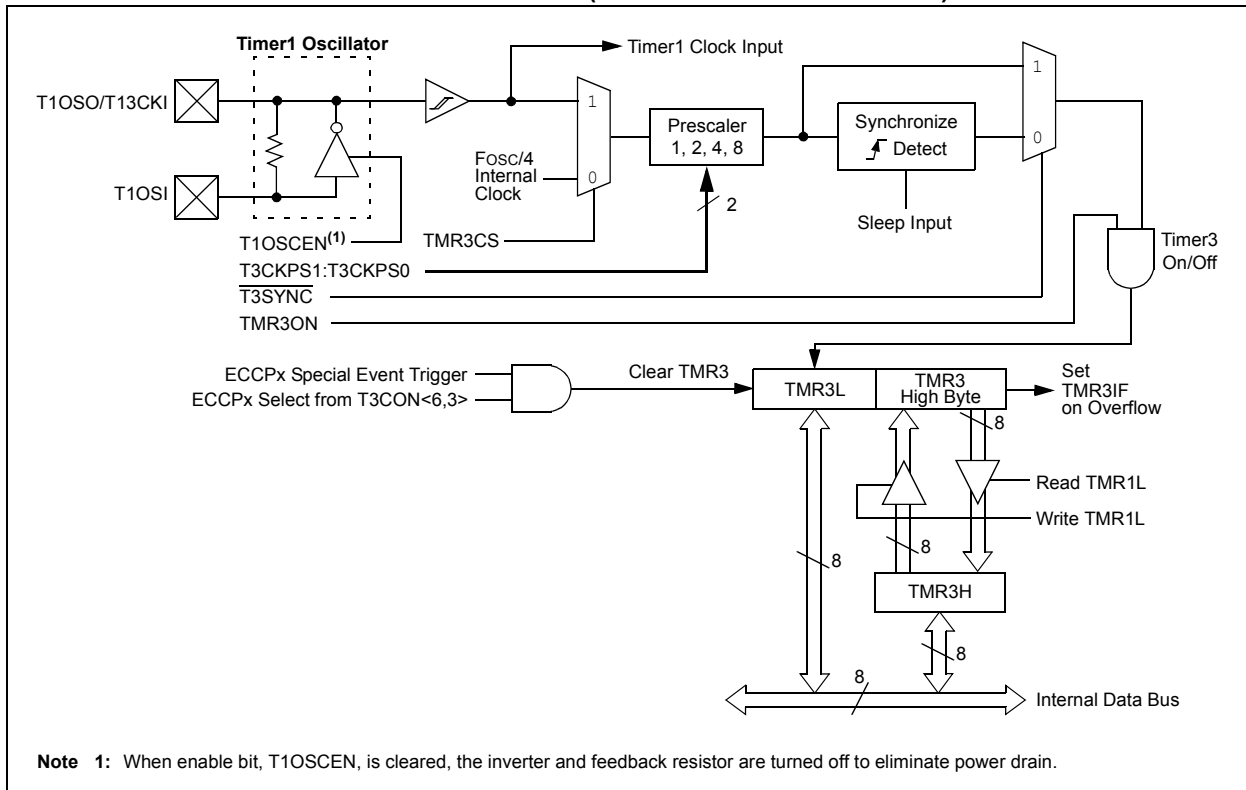 Timer1 Oscillator
Timer1 Clock Input
T1OSO/T13CKI
T1OSI
1
0
FOSC/4
Internal
Clock
Prescaler
1, 2, 4, 8
2
Synchronize
Detect
Sleep Input
1
0
T1OSCEN(1)
TMR3CS
T3CKPS1:T3CKPS0
T3SYNC
TMR3ON
Timer3
On/Off
ECCPx Special Event Trigger
ECCPx Select from T3CON<6,3>
Clear TMR3
TMR3L
TMR3
High Byte
Set
TMR3IF
on Overflow
8
Read TMR1L
Write TMR1L
8
8
TMR3H
8
8
Internal Data Bus
Note 1: When enable bit, T1OSCEN, is cleared, the inverter and feedback resistor are turned off to eliminate power drain.